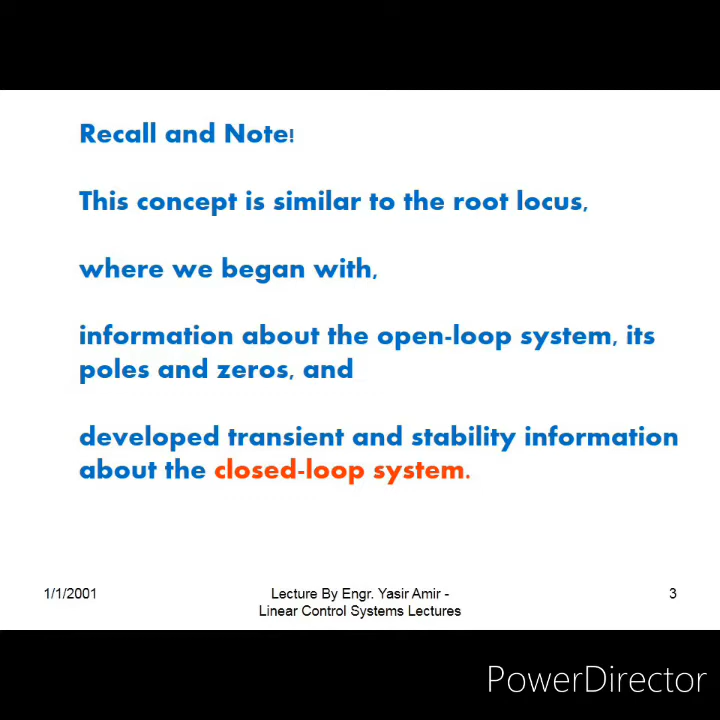 Recall and Note!
This concept is similar to the root locus,
where we began with,
information about the open-loop system, its
poles and zeros, and
developed transient and stability information
about the closed-loop system.
1/1/2001
Lecture By Engr. Yasir Amir -
Linear Control Systems Lectures
3
PowerDirector